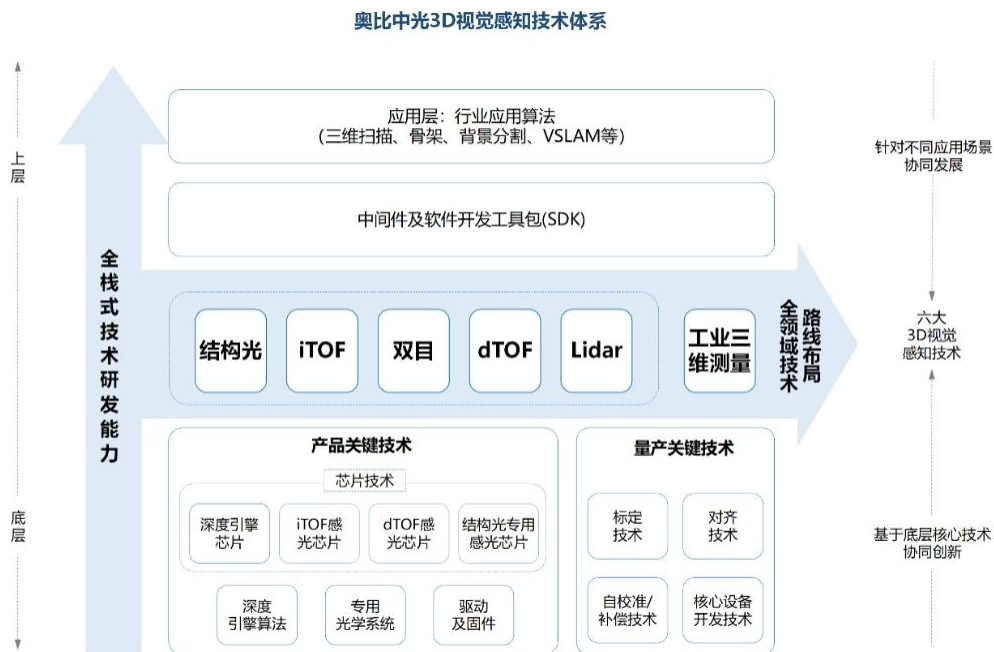 奥比中光3D视觉感知技术体系
上
层
底
层
全
栈
式
技
术
研
发
能
力
应用层：行业应用算法
（三维扫描、骨架、背景分割、VSLAM等）
中间件及软件开发工具包(SDK)
结构光
iTOF
双目
dTOF
Lidar
工业三
维测量
全领域技术
路线布局
产品关键技术
芯片技术
深度引擎
芯片
iTOF感
光芯片
dTOF感
光芯片
结构光专用
感光芯片
深度
引擎算法
专用
光学系统
驱动
及固件
量产关键技术
标定
技术
对齐
技术
自校准/
补偿技术
核心设备
开发技术
针对不同应用场景
协同发展
六大
3D视觉
感知技术
基于底层核心技术
协同创新